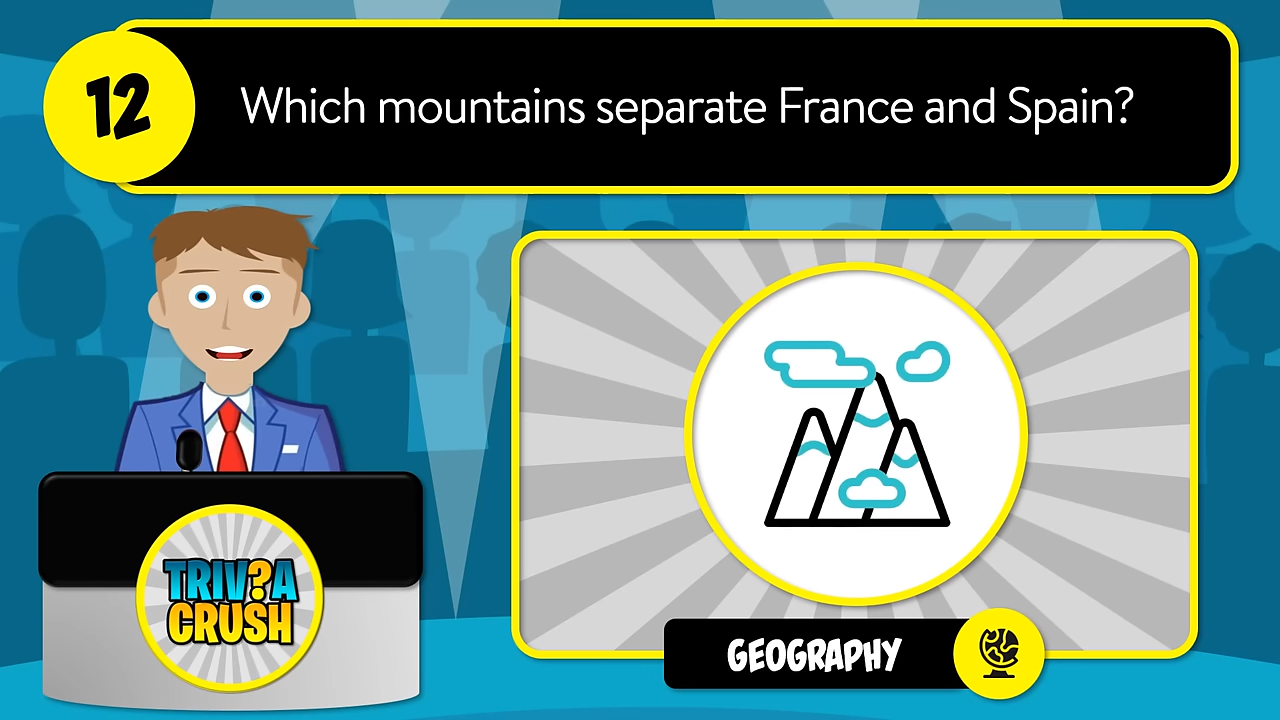 12
Which mountains separate France and Spain?
TRIV?A
CRUSH
GEOGRAPHY